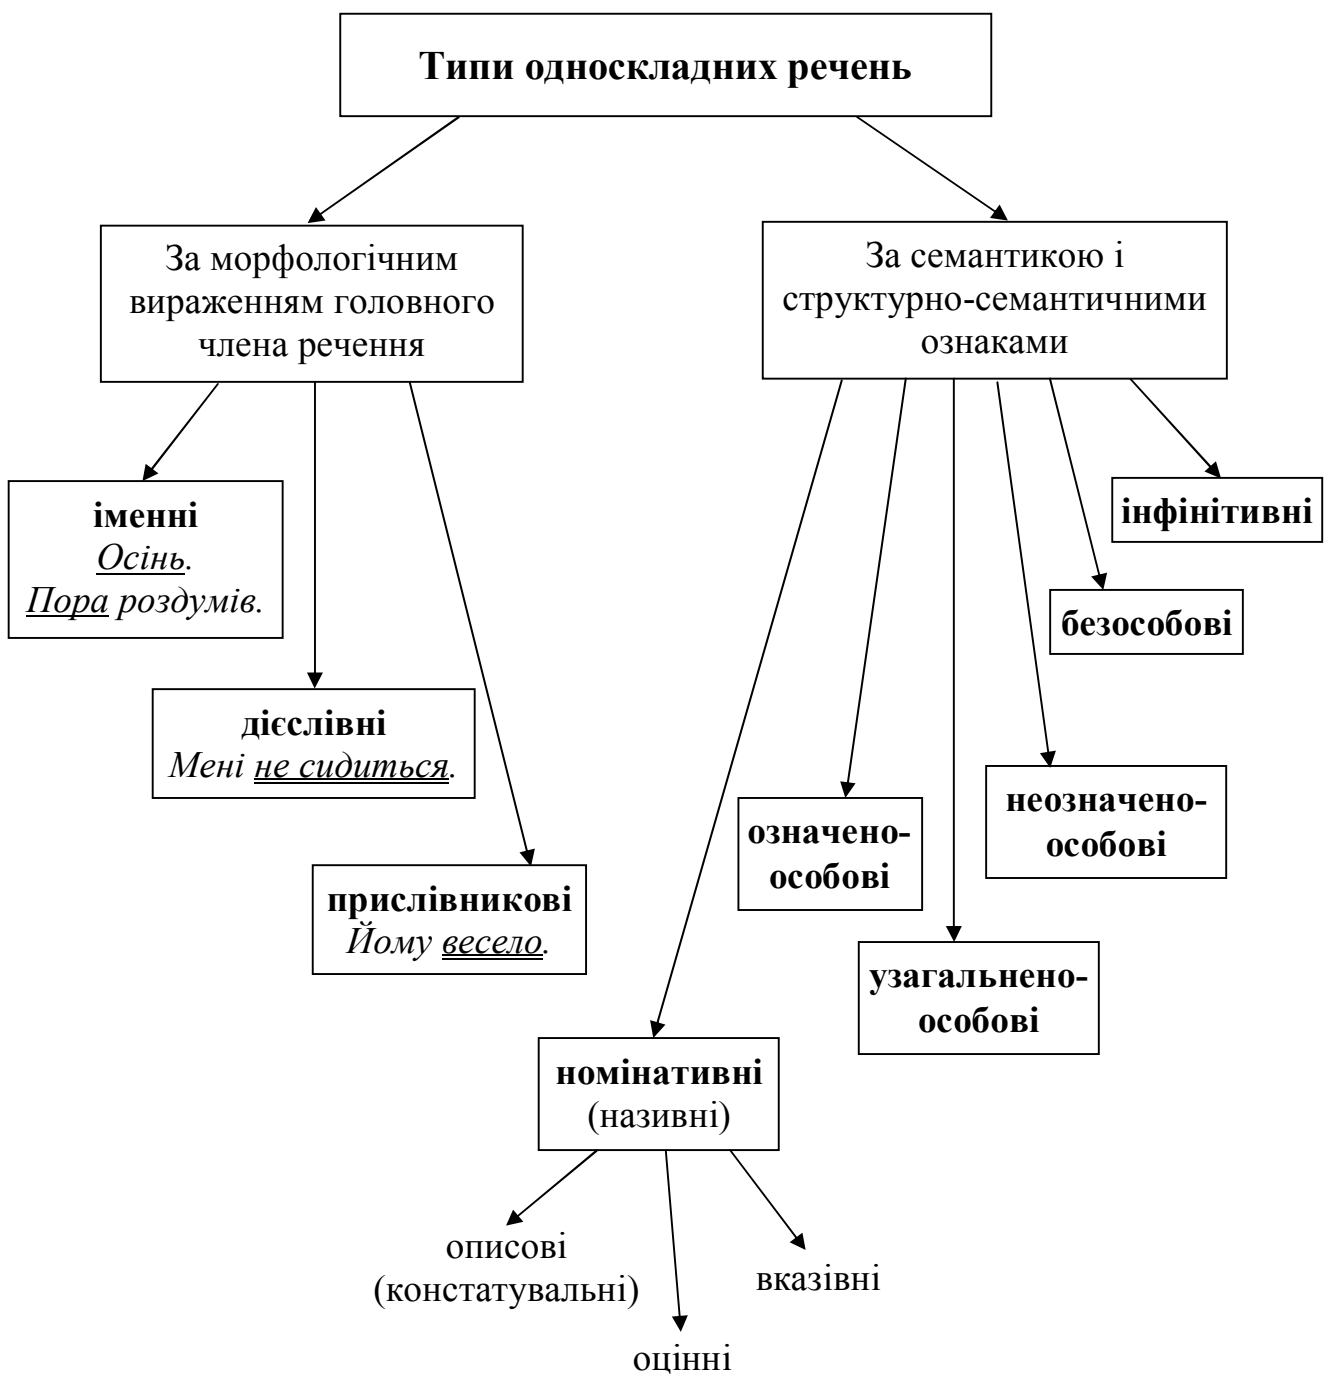 Типи односкладних речень
За морфологічним
вираженням головного
члена речення
За семантикою і
структурно-семантичними
ознаками
іменні
Осінь.
Пора роздумів.
дієслівні
Мені не сидиться.
прислівникові
Йому весело.
інфінітивні
безособові
неозначено-
особові
означено-
особові
узагальнено-
особові
номінативні
(називні)
описові
(констатувальні)
оцінні
вказівні